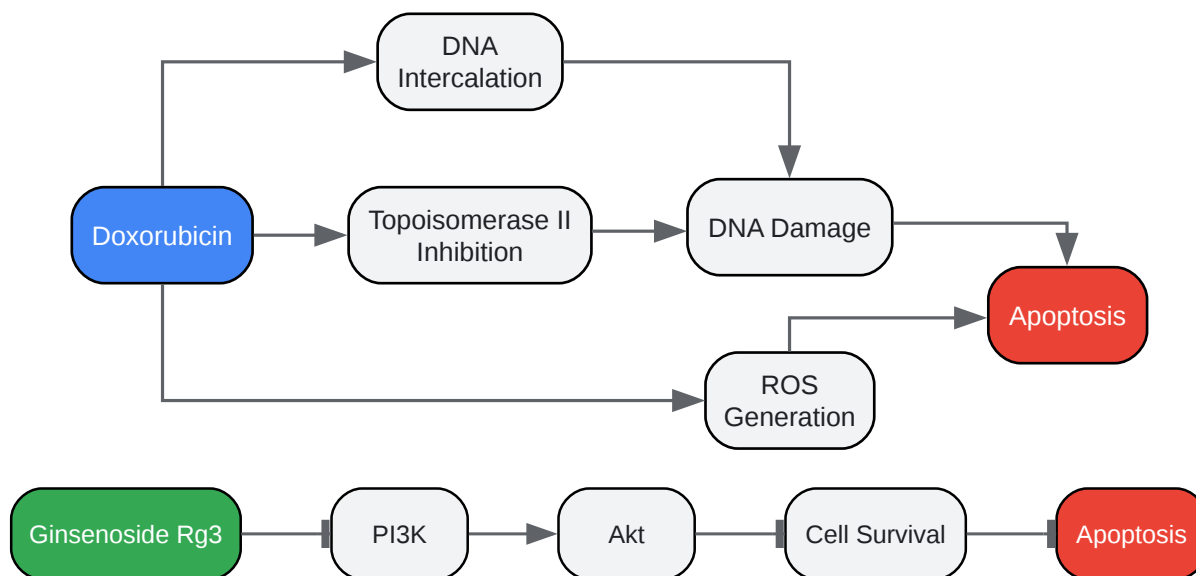 DNA
Intercalation
Doxorubicin
Topoisomerase II
Inhibition
DNA Damage
Apoptosis
ROS
Generation
Ginsenoside Rg3
PI3K
Akt
Cell Survival
Apoptosis